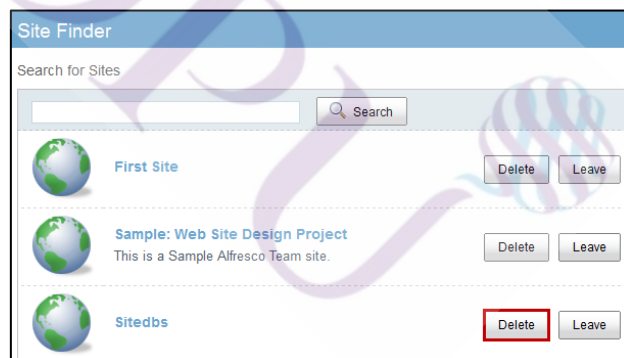 Site Finder
Search for Sites
Search
First Site
Delete Leave
Sample: Web Site Design Project
This is a Sample Alfresco Team site.
Delete Leave
Sitedbs
Delete Leave